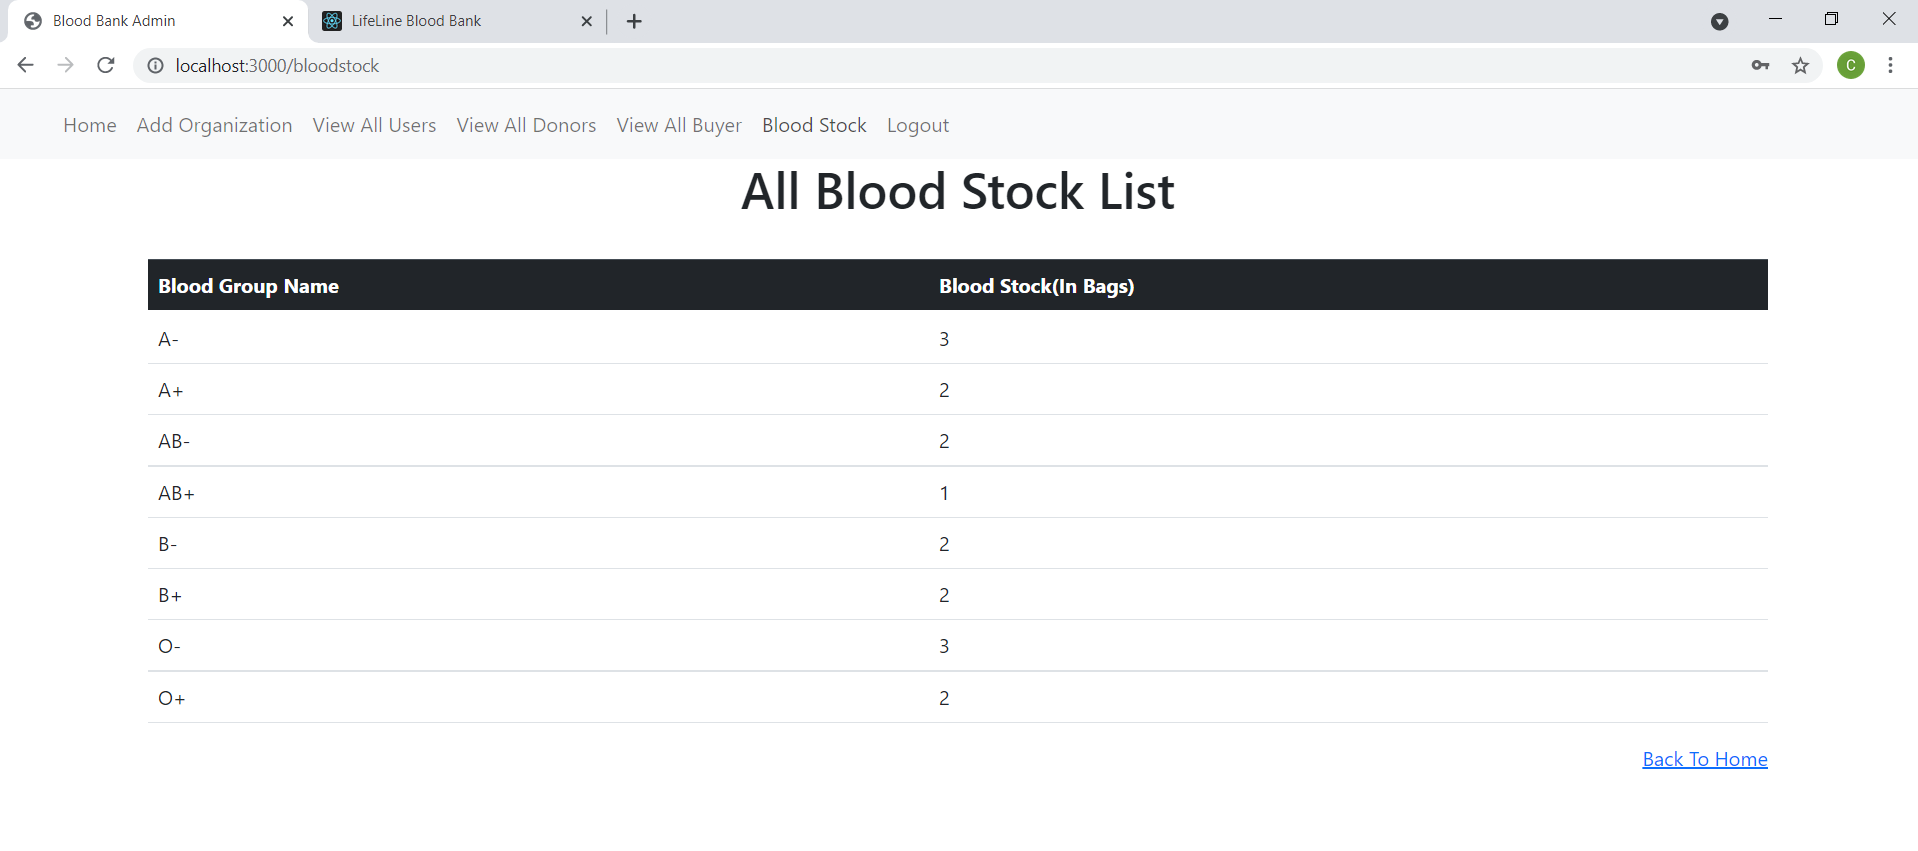 Blood Bank Admin LifeLine Blood Bank
localhost:3000/bloodstock C
Home Add Organization View All Users View All Donors View All Buyer Blood Stock Logout
All Blood Stock List
Blood Group Name Blood Stock(In Bags)
A- 3
A+ 2
AB- 2
AB+ 1
B- 2
B+ 2
O- 3
O+ 2
Back To Home